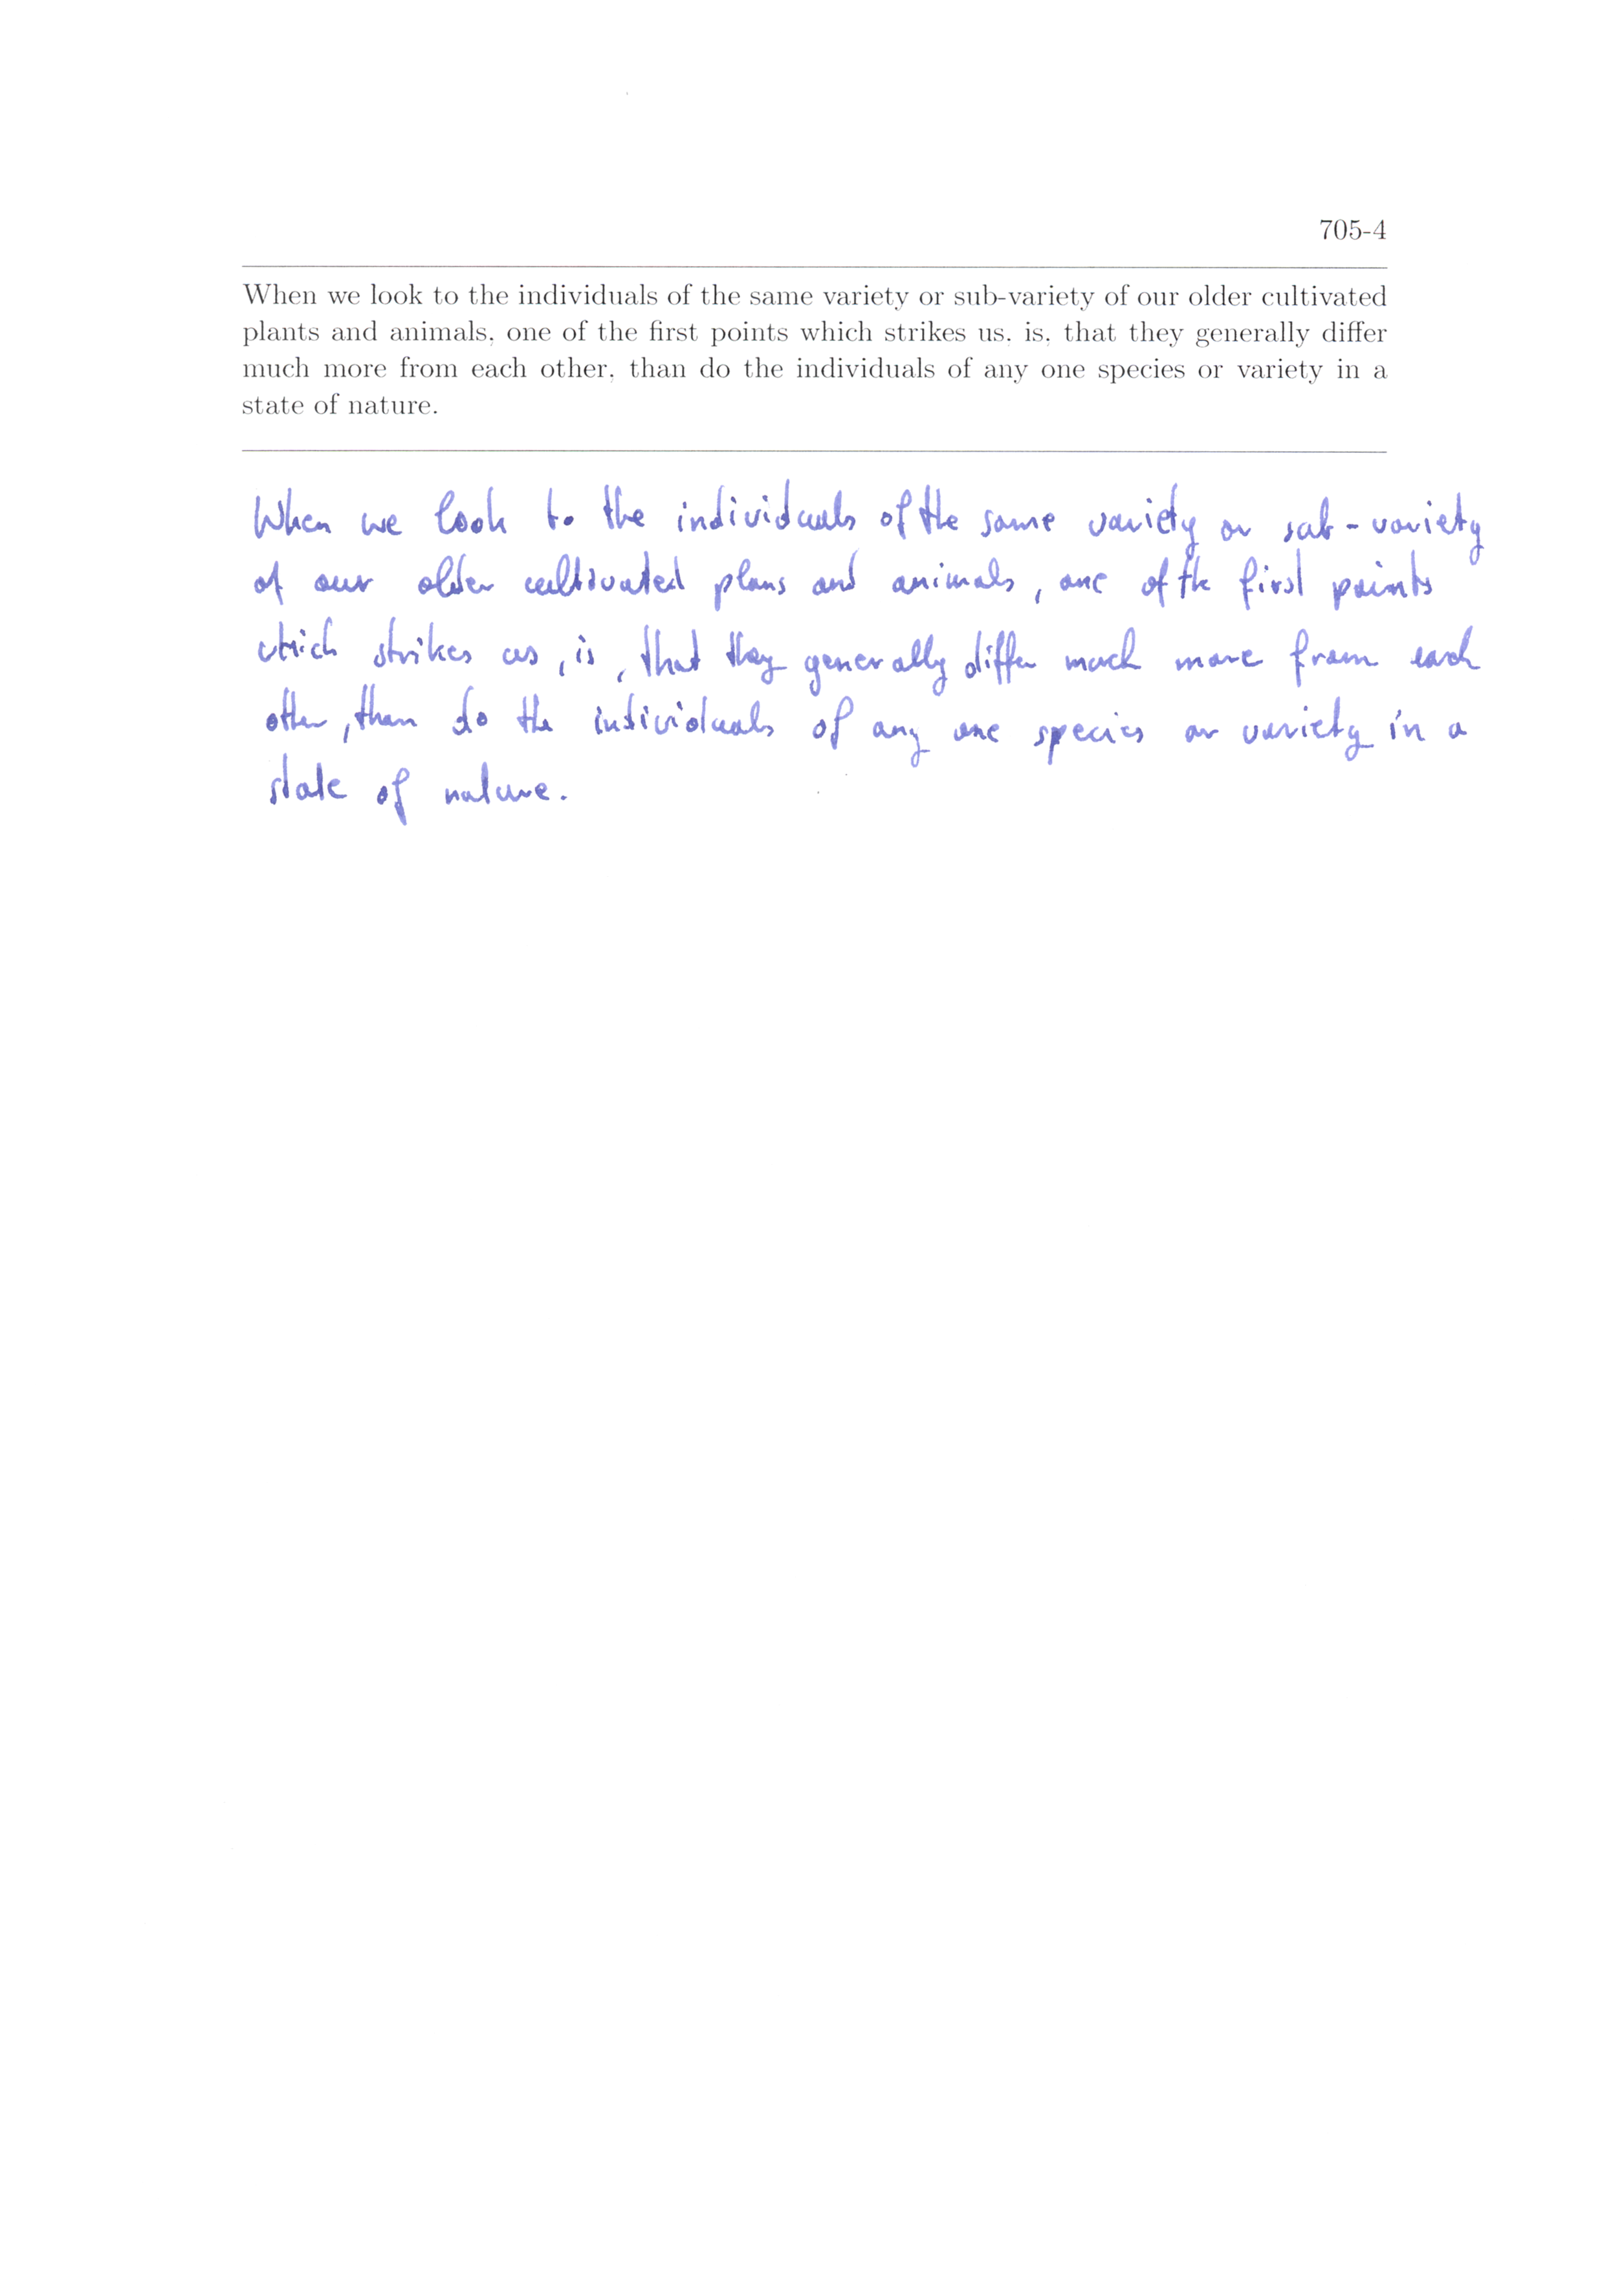 705-4
When we look to the individuals of the same variety or sub-variety of our older cultivated
plants and animals, one of the first points which strikes us, is, that they generally differ
much more from each other, than do the individuals of any one species or variety in a
state of nature.
When we look to the individuals of the same variety or sub-variety
of our older cultivated plans and animals, one of the first points
which strikes us, is, that they generally differ much more from each
other, than do the individuals of any one species or variety in a
state of nature.